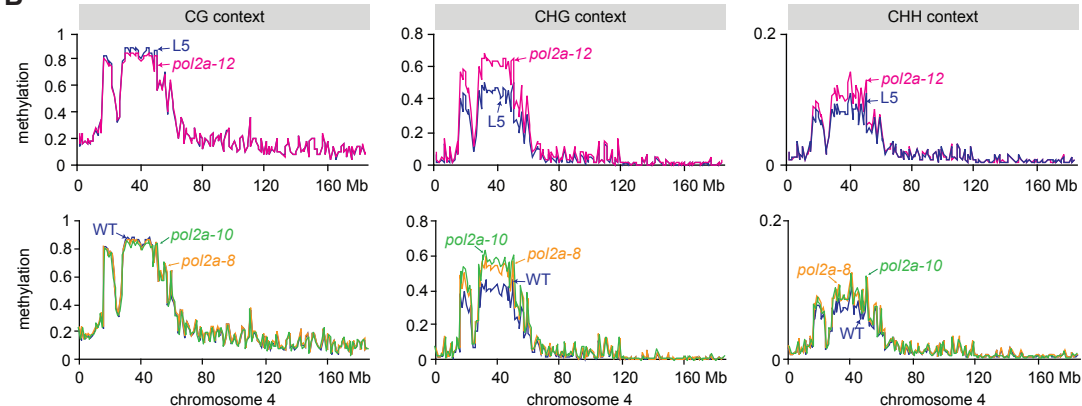 CG context
CHG context
CHH context
methylation
1
0.8
0.6
0.4
0.2
0
L5
pol2a-12
0 40 80 120 160 Mb
0.8
0.6
0.4
0.2
0
pol2a-12
L5
0 40 80 120 160 Mb
0.2
0
pol2a-12
L5
0 40 80 120 160 Mb
methylation
1
0.8
0.6
0.4
0.2
0
WT
pol2a-10
pol2a-8
0 40 80 120 160 Mb
chromosome 4
0.8
0.6
0.4
0.2
0
pol2a-10
pol2a-8
WT
0 40 80 120 160 Mb
chromosome 4
0.2
0
pol2a-8
pol2a-10
WT
0 40 80 120 160 Mb
chromosome 4